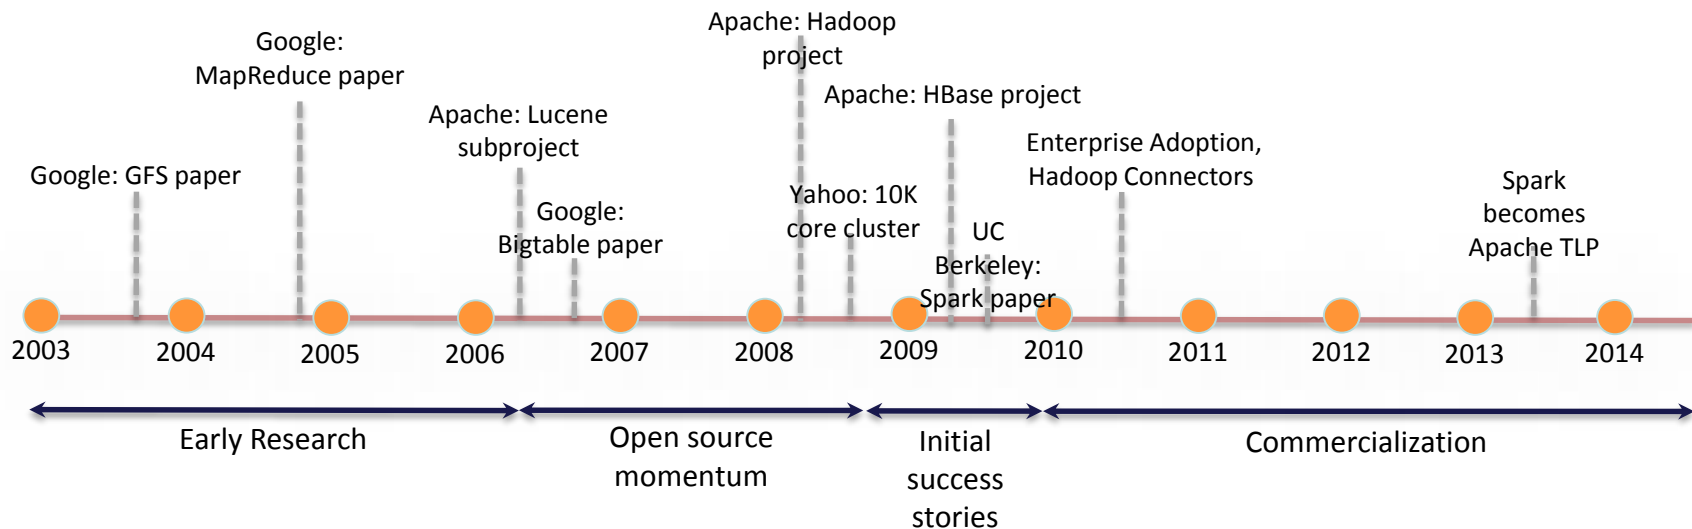 Apache: Hadoop
project
Google:
MapReduce paper
Apache: HBase project
Apache: Lucene
subproject
Enterprise Adoption,
Hadoop Connectors
Google: GFS paper
Spark
becomes
Apache TLP
Yahoo: 10K
core cluster
Google:
Bigtable paper
UC
Berkeley:
Spark paper
2003
2004
2005
2006
2007
2008
2009
2010
2011
2012
2013
2014
Early Research
Open source
momentum
Initial
success
stories
Commercialization